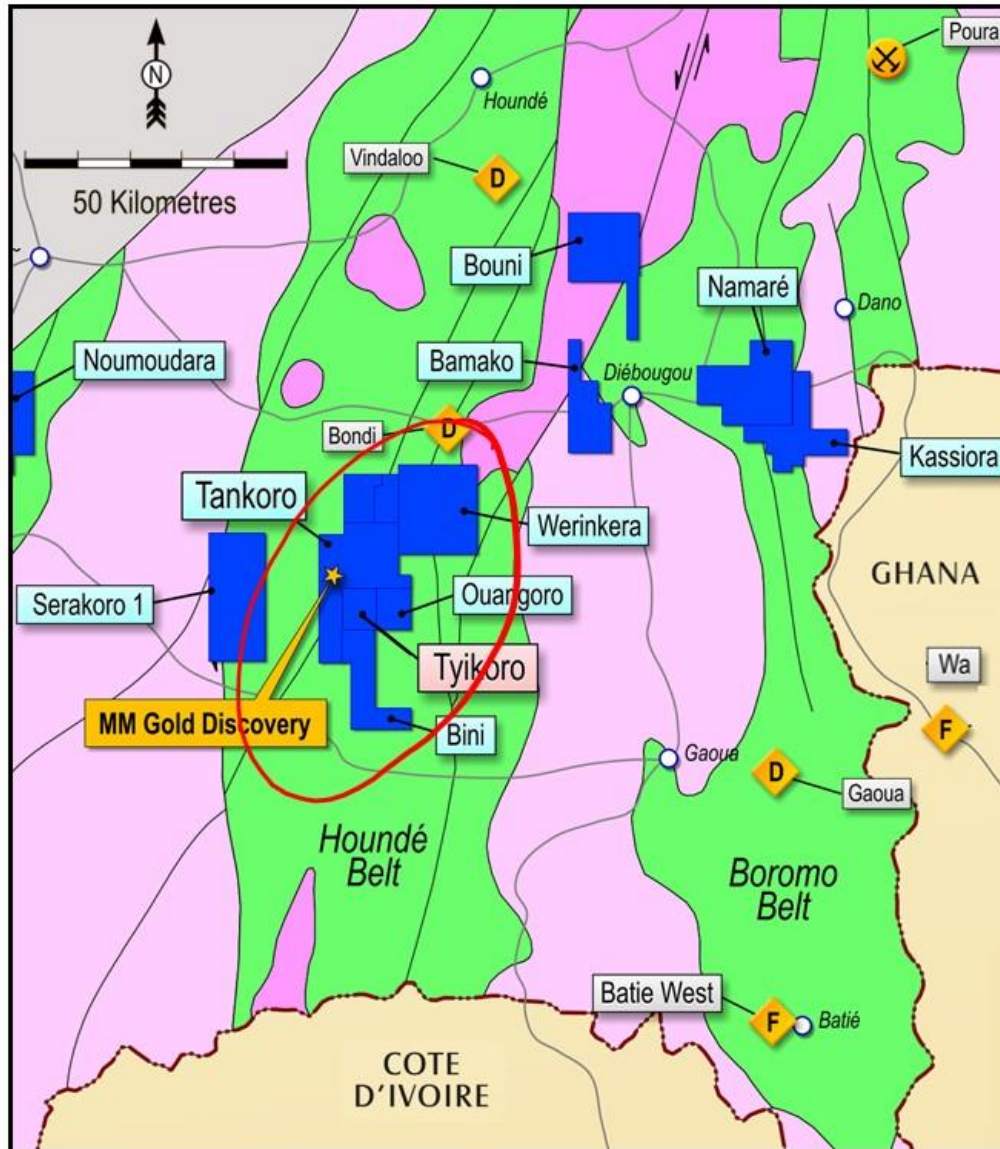 Poura
N
Houndé
Vindaloo
D
50 Kilometres
Bouni
Namaré
Dano
Noumoudara
Bamako
Diébougou
Bondi
D
Kassiora
Tankoro
Werinkera
GHANA
Serakoro 1
Ouangoro
Tyikoro
Wa
MM Gold Discovery
Bini
F
Gaoua
D
Gaoua
Houndé
Belt
Boromo
Belt
Batie West
F
Batié
COTE
D'IVOIRE